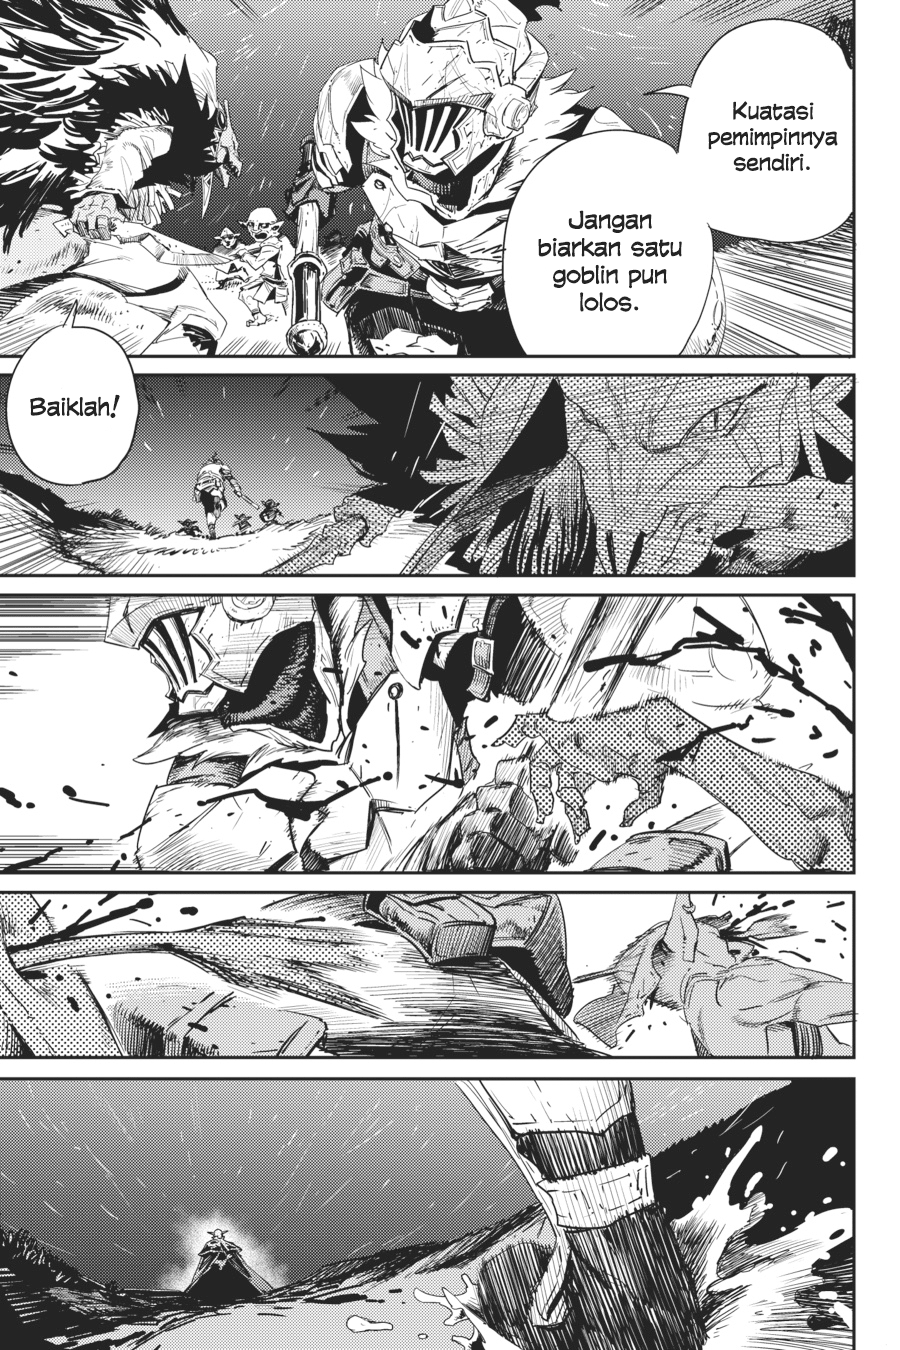 Kuatasi
pemimpinnya
sendiri.
Jangan
biarkan satu
goblin pun
lolos.
Baiklah!